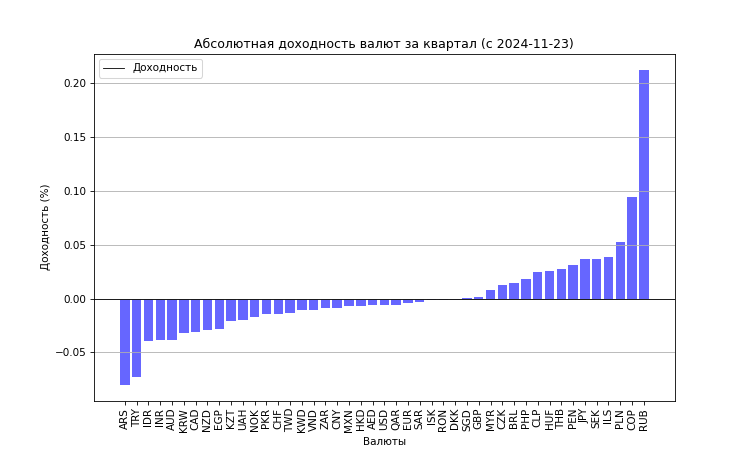 Абсолютная доходность валют за квартал (с 2024-11-23)
Доходность
Доходность (%)
0.20
0.15
0.10
0.05
0.00
−0.05
ARS
TRY
IDR
INR
AUD
KRW
CAD
NZD
EGP
KZT
UAH
NOK
PKR
CHF
TWD
KWD
VND
ZAR
CNY
MXN
HKD
AED
USD
QAR
EUR
SAR
ISK
RON
DKK
SGD
GBP
MYR
CZK
BRL
PHP
CLP
HUF
THB
PEN
JPY
SEK
ILS
PLN
COP
RUB
Валюты